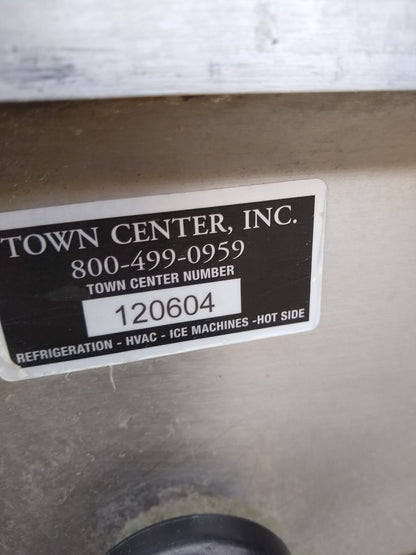 TOWN CENTER, INC.
800-499-0959
TOWN CENTER NUMBER
120604
REFRIGERATION - HVAC - ICE MACHINES -HOT SIDE